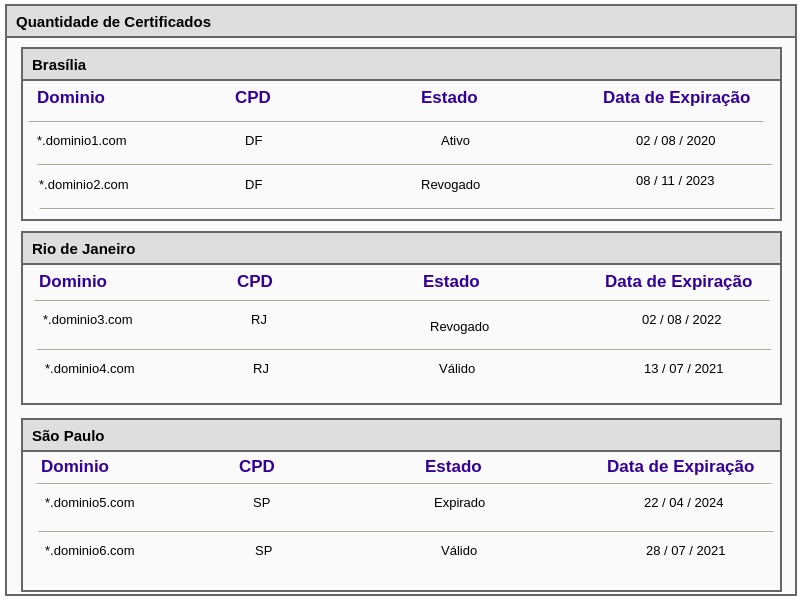 Quantidade de Certificados
Brasília
Dominio CPD Estado Data de Expiração
*.dominio1.com DF Ativo 02 / 08 / 2020
*.dominio2.com DF Revogado 08 / 11 / 2023
Rio de Janeiro
Dominio CPD Estado Data de Expiração
*.dominio3.com RJ Revogado 02 / 08 / 2022
*.dominio4.com RJ Válido 13 / 07 / 2021
São Paulo
Dominio CPD Estado Data de Expiração
*.dominio5.com SP Expirado 22 / 04 / 2024
*.dominio6.com SP Válido 28 / 07 / 2021